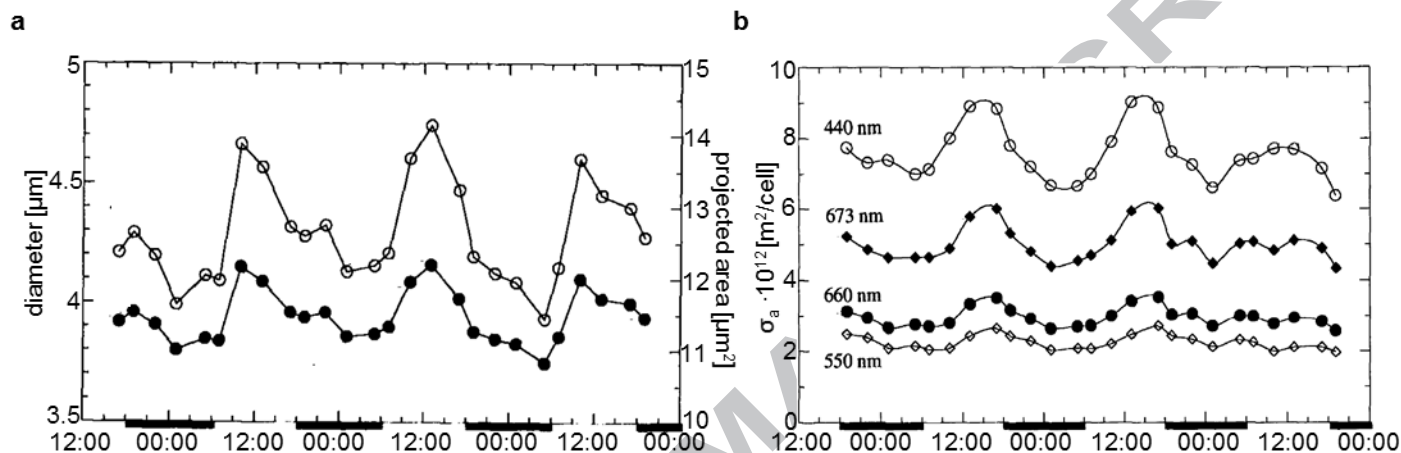 a
b
5
4.5
4
3.5
diameter [µm]
15
14
13
12
11
10
projected area [µm²]
12:00 00:00 12:00 00:00 12:00 00:00 12:00 00:00
10
8
6
4
2
0
σa ·10¹² [m²/cell]
440 nm
673 nm
660 nm
550 nm
12:00 00:00 12:00 00:00 12:00 00:00 12:00 00:00